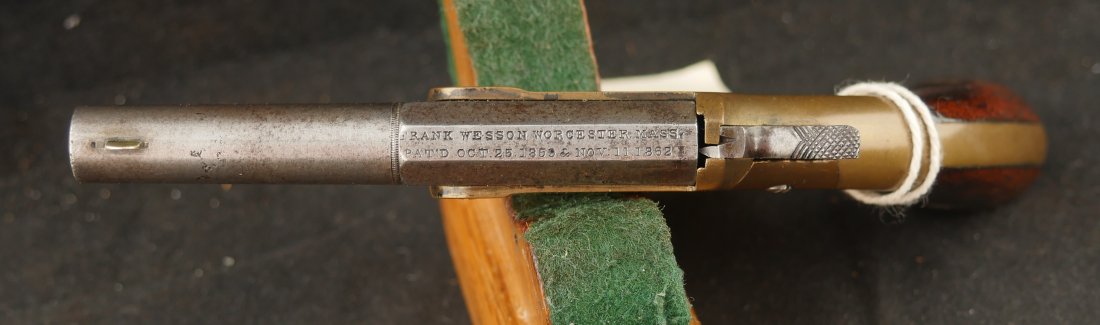 FRANK WESSON WORCESTER MASS.
PAT'D OCT. 25. 1859 & NOV. 11 1862